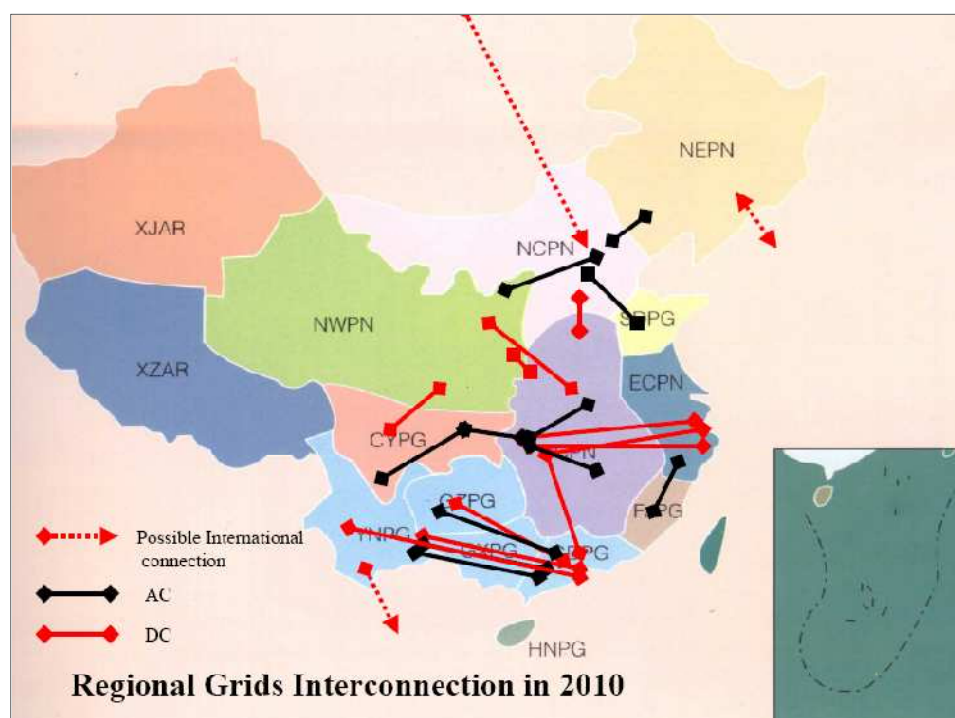 NEPN
XJAR
NCPN
NWPN
XZAR
ECPN
CYPG
GZPG
YNPG
GXPG
HNPG
Possible International
connection
AC
DC
Regional Grids Interconnection in 2010